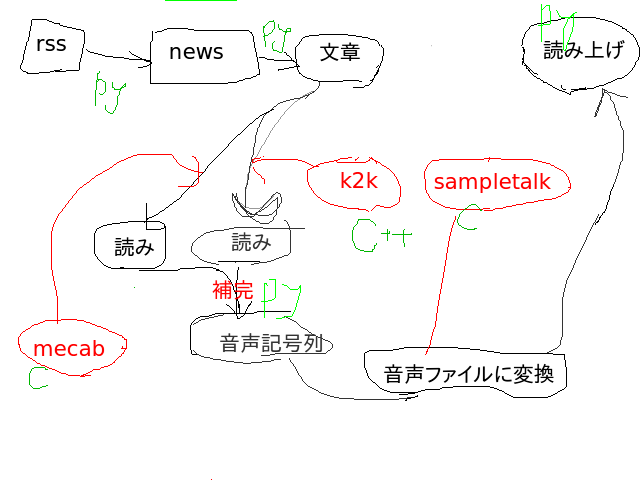 rss
news
文章
読み上げ
py
py
py
k2k
sampletalk
C++
C
読み
読み
補完
py
mecab
C
音声記号列
音声ファイルに変換